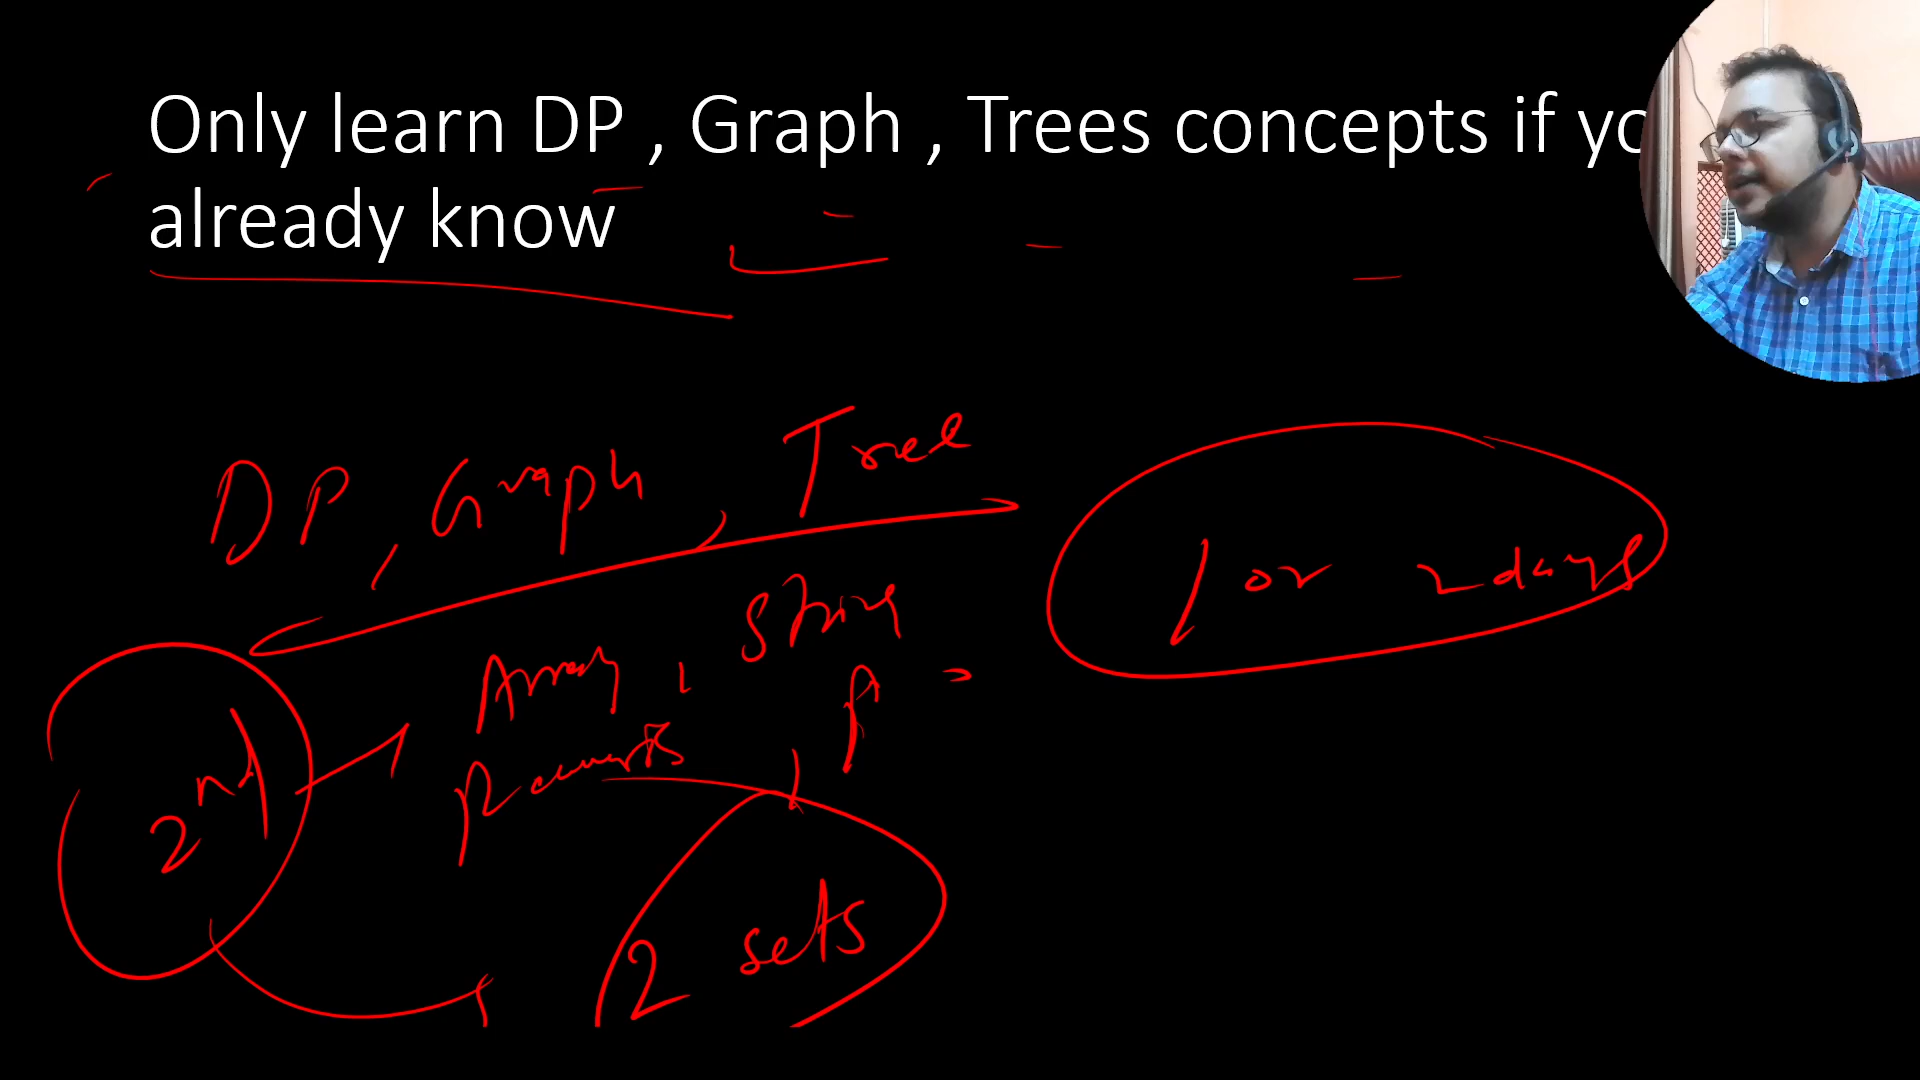 Only learn DP , Graph , Trees concepts if yo
already know
DP, Graph, Tree
1 or 2 days
Array, String
2nd
2 sets